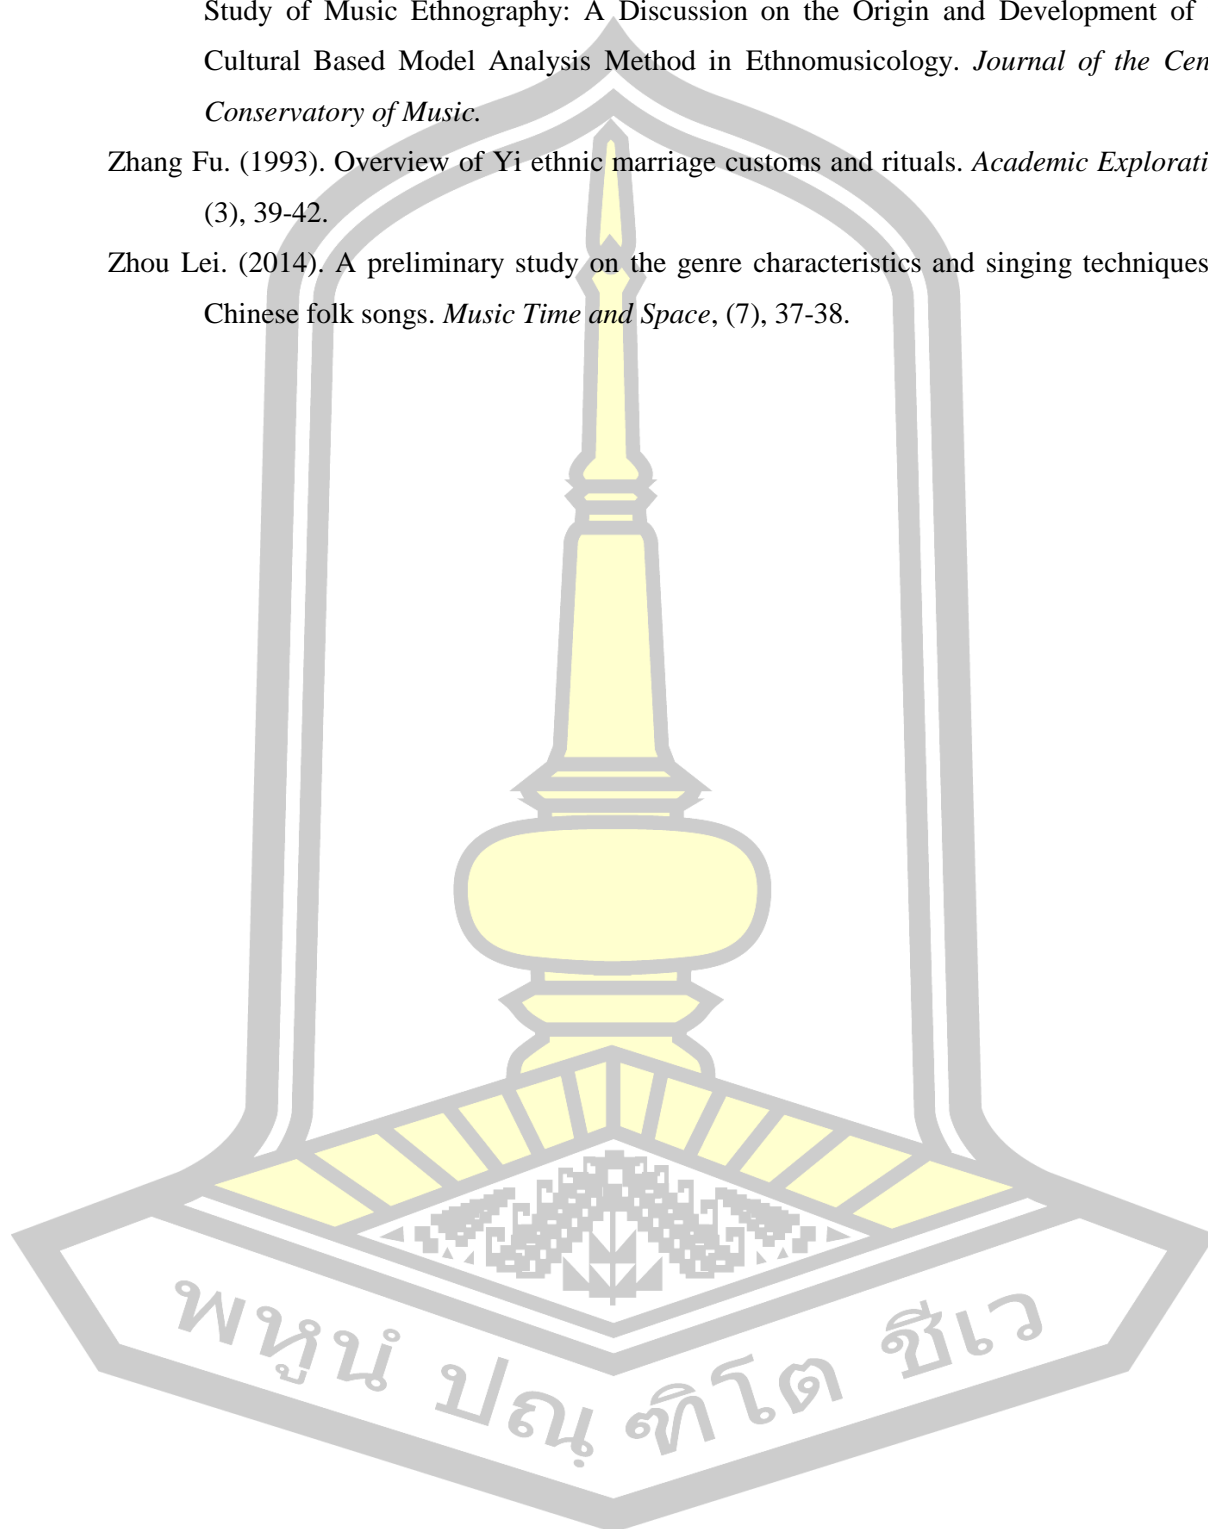 Study of Music Ethnography: A Discussion on the Origin and Development of
Cultural Based Model Analysis Method in Ethnomusicology. Journal of the Cen
Conservatory of Music.
Zhang Fu. (1993). Overview of Yi ethnic marriage customs and rituals. Academic Explorati
(3), 39-42.
Zhou Lei. (2014). A preliminary study on the genre characteristics and singing techniques
Chinese folk songs. Music Time and Space, (7), 37-38.
พหูนํ ปณฺฑิโต ชีเว